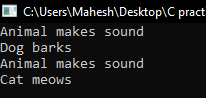 C:\Users\Mahesh\Desktop\C pract
Animal makes sound
Dog barks
Animal makes sound
Cat meows